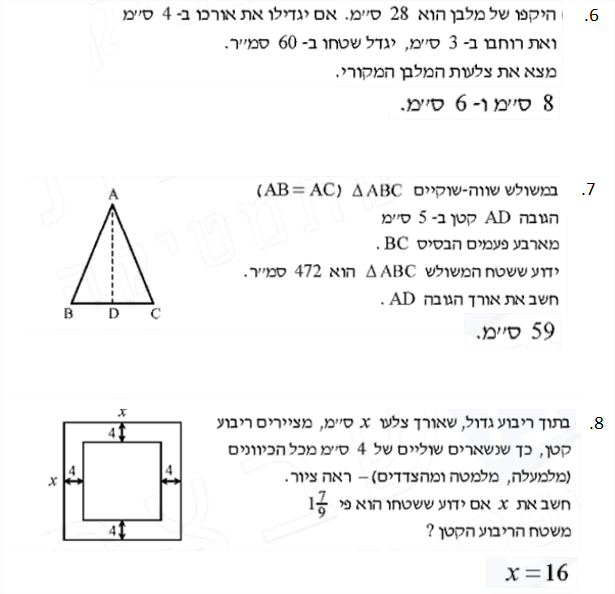 6. היקפו של מלבן הוא 28 ס״מ. אם יגדילו את אורכו ב- 4 ס״מ
ואת רוחבו ב- 3 ס״מ, יגדל שטחו ב- 60 סמ״ר.
מצא את צלעות המלבן המקורי.
8 ס״מ ו- 6 ס״מ.
7. במשולש שווה-שוקיים ΔABC (AB = AC)
הגובה AD קטן ב- 5 ס״מ
מארבע פעמים הבסיס BC.
ידוע ששטח המשולש ΔABC הוא 472 סמ״ר.
חשב את אורך הגובה AD.
59 ס״מ.
A
B D C
8. בתוך ריבוע גדול, שאורך צלעו x ס״מ, מציירים ריבוע
קטן, כך שנשארים שוליים של 4 ס״מ מכל הכיוונים
(מלמעלה, מלמטה ומהצדדים) – ראה ציור.
חשב את x אם ידוע ששטחו הוא פי 1 7/9
משטח הריבוע הקטן ?
x = 16
x
4
x 4 4
4